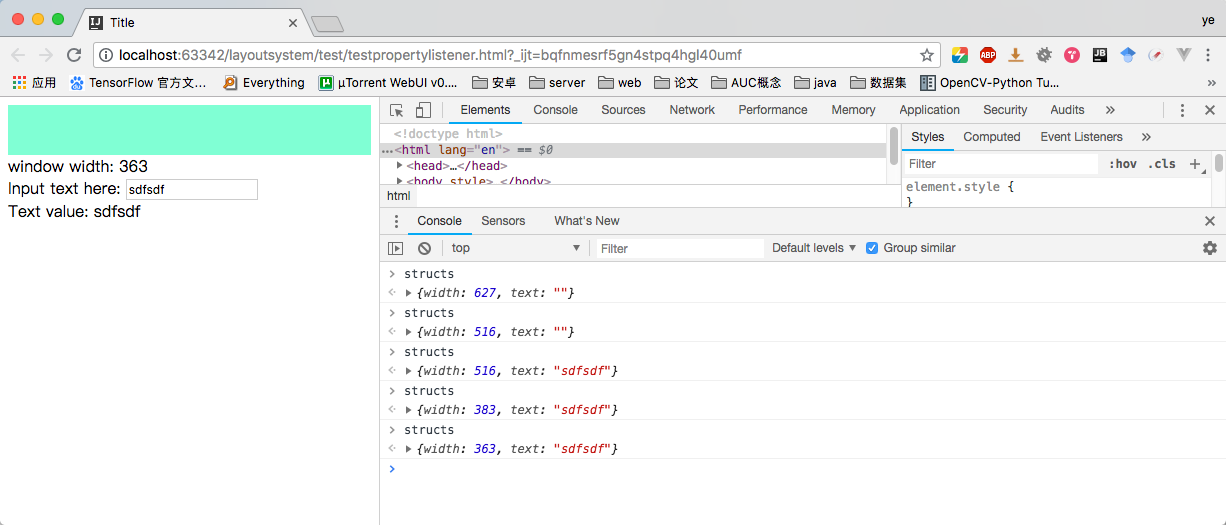 Title
ye
localhost:63342/layoutsystem/test/testpropertylistener.html?_ijt=bqfnmesrf5gn4stpq4hgl40umf
应用 TensorFlow 官方文... Everything µTorrent WebUI v0.... 安卓 server web 论文 AUC概念 java 数据集 OpenCV-Python Tu... »
window width: 363
Input text here: sdfsdf
Text value: sdfsdf
Elements Console Sources Network Performance Memory Application Security Audits »
<!doctype html>
…<html lang="en"> == $0
<head>…</head>
<body style> </body>
html
Styles Computed Event Listeners »
Filter :hov .cls +
element.style {
}
Console Sensors What's New
top Filter Default levels Group similar
structs
{width: 627, text: ""}
structs
{width: 516, text: ""}
structs
{width: 516, text: "sdfsdf"}
structs
{width: 383, text: "sdfsdf"}
structs
{width: 363, text: "sdfsdf"}